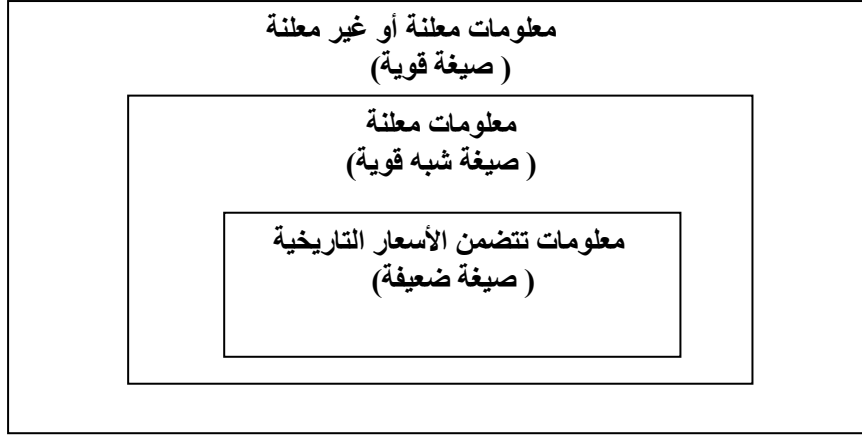 معلومات معلنة أو غير معلنة
( صيغة قوية)
معلومات معلنة
( صيغة شبه قوية)
معلومات تتضمن الأسعار التاريخية
( صيغة ضعيفة)